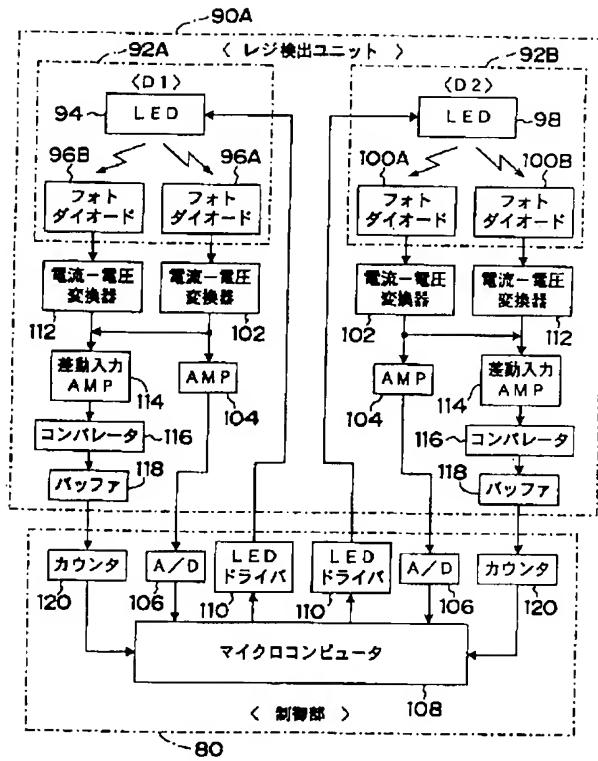 90A
92A
〈 レジ検出ユニット 〉
92B
〈D1〉
〈D2〉
94
LED
LED
98
96B
96A
100A
100B
フォト
ダイオード
フォト
ダイオード
フォト
ダイオード
フォト
ダイオード
電流－電圧
変換器
電流－電圧
変換器
電流－電圧
変換器
電流－電圧
変換器
112
102
102
112
差動入力
AMP
AMP
AMP
差動入力
AMP
114
104
104
114
コンパレータ
116
116
コンパレータ
118
118
バッファ
バッファ
カウンタ
A／D
LED
ドライバ
LED
ドライバ
A／D
カウンタ
120
106
110
110
106
120
マイクロコンピュータ
108
〈 制御部 〉
80